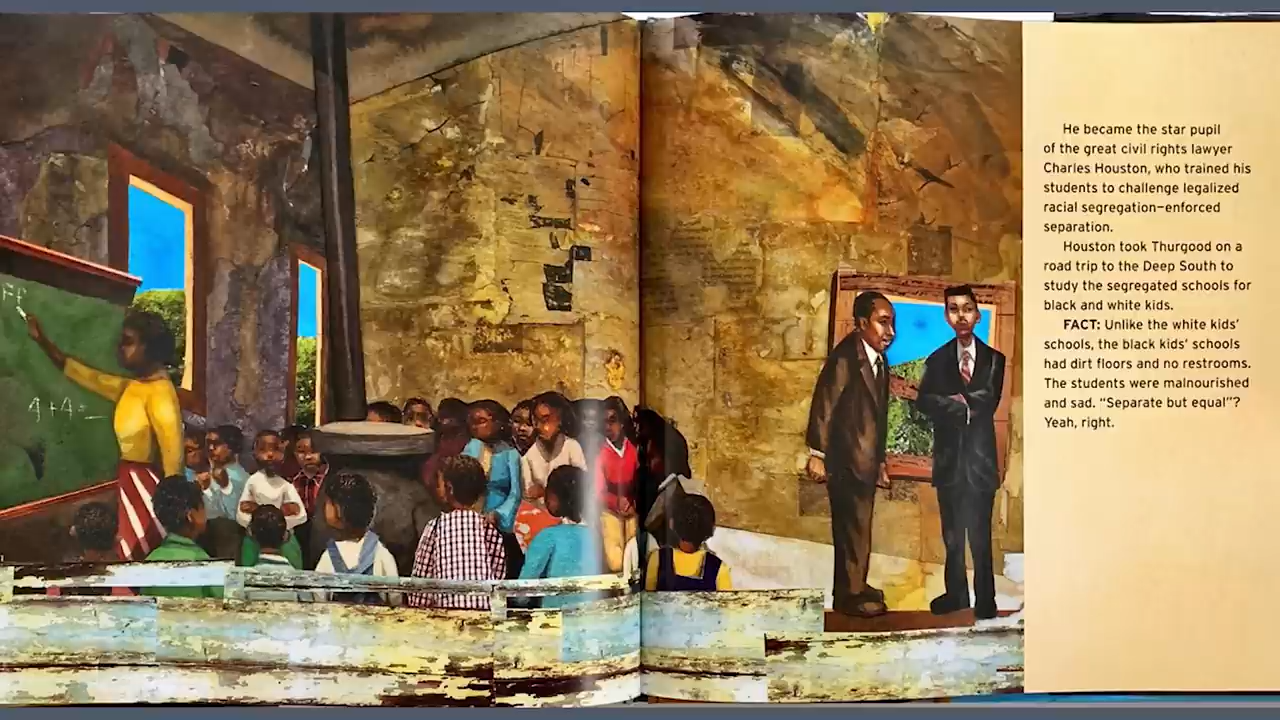 Ff
4+4=_
He became the star pupil
of the great civil rights lawyer
Charles Houston, who trained his
students to challenge legalized
racial segregation—enforced
separation.
Houston took Thurgood on a
road trip to the Deep South to
study the segregated schools for
black and white kids.
FACT: Unlike the white kids'
schools, the black kids' schools
had dirt floors and no restrooms.
The students were malnourished
and sad. “Separate but equal”?
Yeah, right.